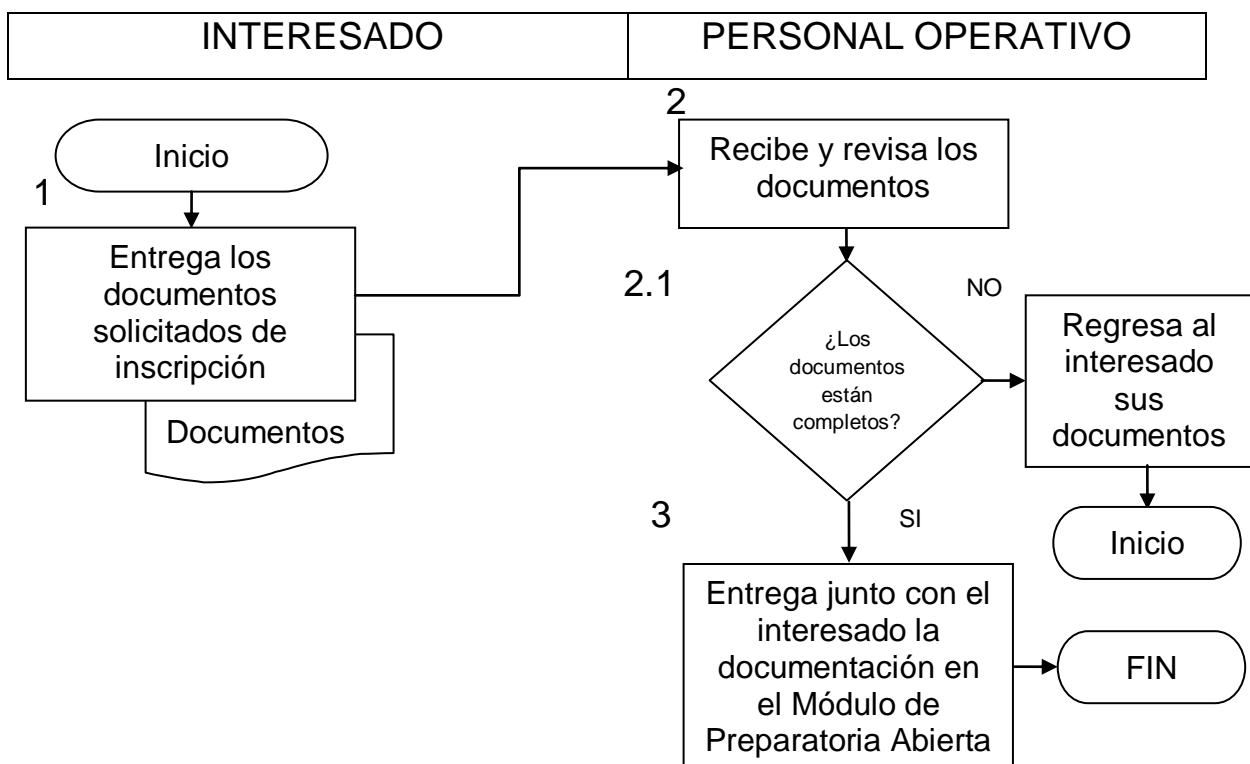 INTERESADO
PERSONAL OPERATIVO
Inicio
1
Entrega los
documentos
solicitados de
inscripción
Documentos
2
Recibe y revisa los
documentos
2.1
¿Los
documentos
están
completos?
NO
Regresa al
interesado
sus
documentos
Inicio
SI
3
Entrega junto con el
interesado la
documentación en
el Módulo de
Preparatoria Abierta
FIN